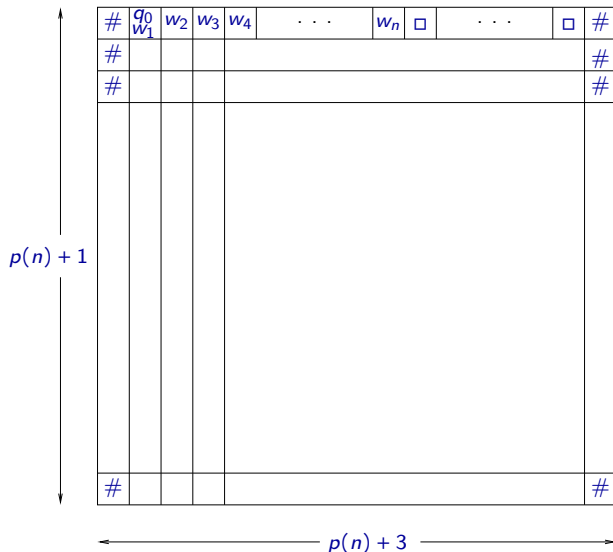 # q₀ w₁ w₂ w₃ w₄ · · · wₙ □ · · · □ #
# #
# #
p(n) + 1
# #
p(n) + 3